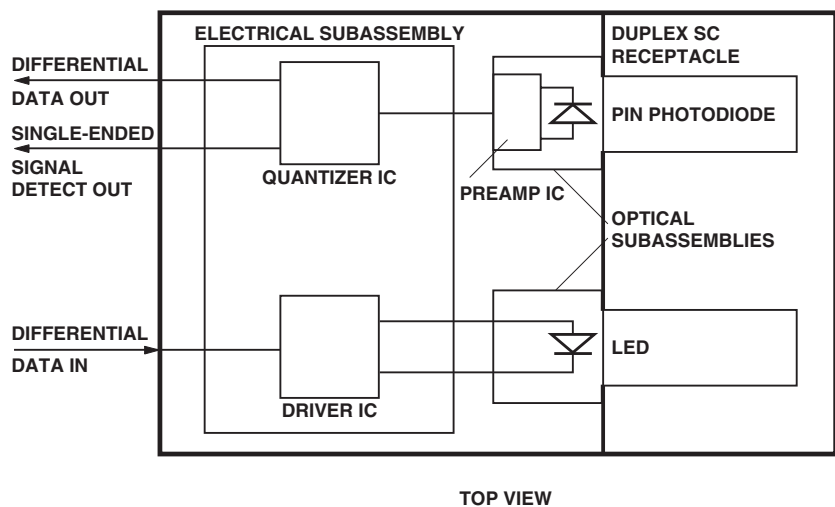 ELECTRICAL SUBASSEMBLY
DUPLEX SC
RECEPTACLE
DIFFERENTIAL
DATA OUT
SINGLE-ENDED
SIGNAL
DETECT OUT
QUANTIZER IC
PREAMP IC
PIN PHOTODIODE
OPTICAL
SUBASSEMBLIES
DIFFERENTIAL
DATA IN
DRIVER IC
LED
TOP VIEW